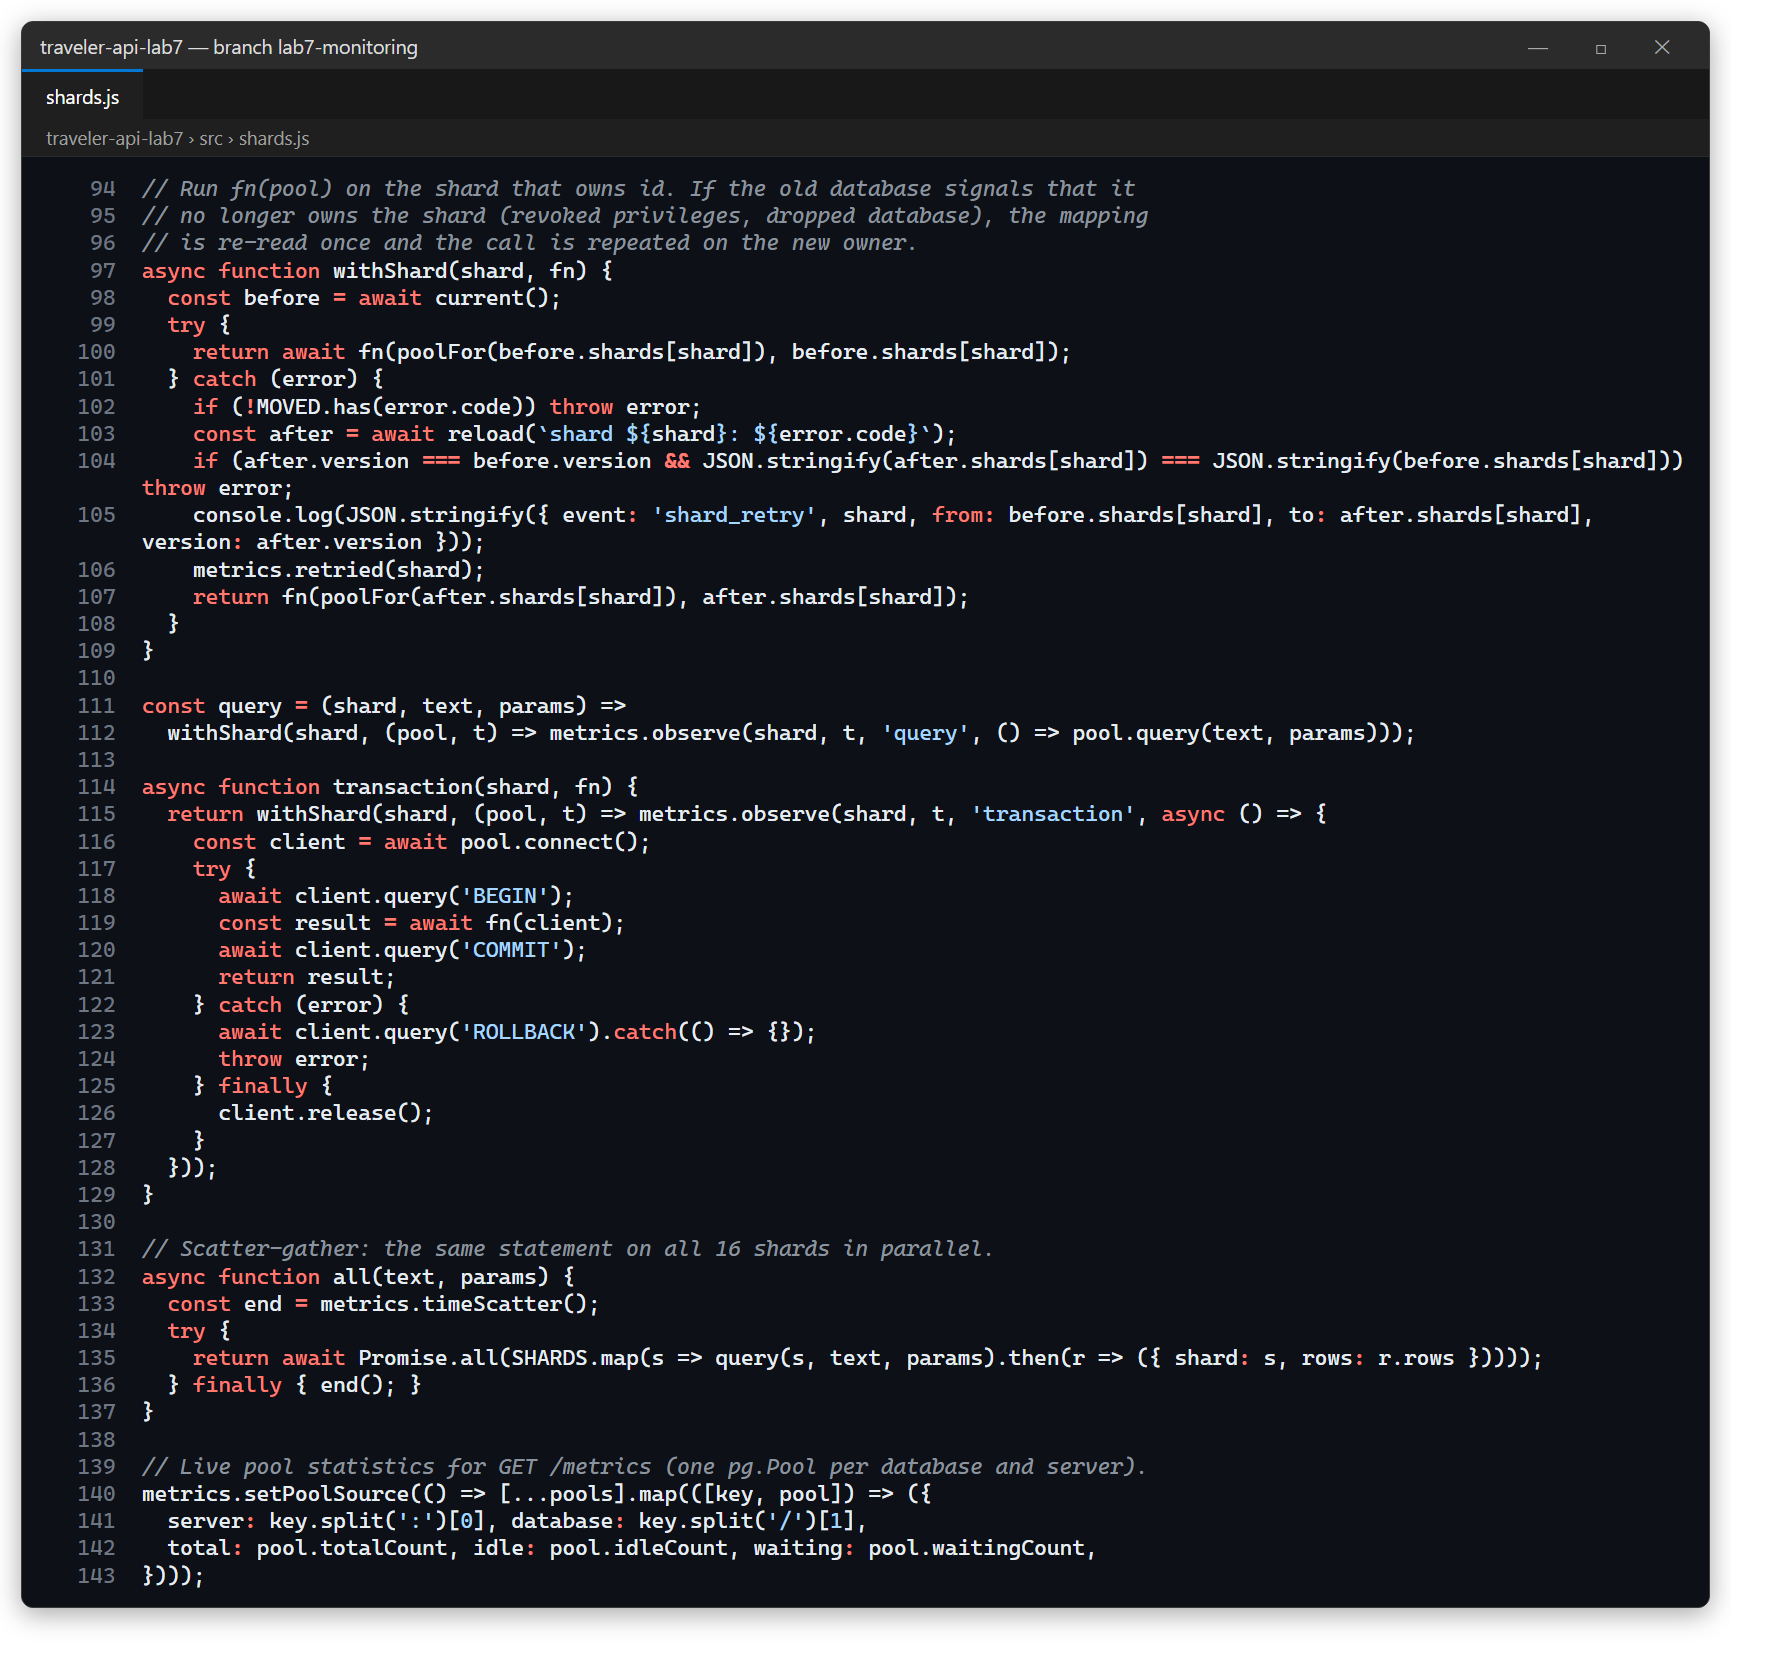 traveler-api-lab7 — branch lab7-monitoring
shards.js
traveler-api-lab7 › src › shards.js
94 // Run fn(pool) on the shard that owns id. If the old database signals that it
95 // no longer owns the shard (revoked privileges, dropped database), the mapping
96 // is re-read once and the call is repeated on the new owner.
97 async function withShard(shard, fn) {
98   const before = await current();
99   try {
100     return await fn(poolFor(before.shards[shard]), before.shards[shard]);
101   } catch (error) {
102     if (!MOVED.has(error.code)) throw error;
103     const after = await reload(`shard ${shard}: ${error.code}`);
104     if (after.version === before.version && JSON.stringify(after.shards[shard]) === JSON.stringify(before.shards[shard]))
throw error;
105     console.log(JSON.stringify({ event: 'shard_retry', shard, from: before.shards[shard], to: after.shards[shard],
version: after.version }));
106     metrics.retried(shard);
107     return fn(poolFor(after.shards[shard]), after.shards[shard]);
108   }
109 }
110
111 const query = (shard, text, params) =>
112   withShard(shard, (pool, t) => metrics.observe(shard, t, 'query', () => pool.query(text, params)));
113
114 async function transaction(shard, fn) {
115   return withShard(shard, (pool, t) => metrics.observe(shard, t, 'transaction', async () => {
116     const client = await pool.connect();
117     try {
118       await client.query('BEGIN');
119       const result = await fn(client);
120       await client.query('COMMIT');
121       return result;
122     } catch (error) {
123       await client.query('ROLLBACK').catch(() => {});
124       throw error;
125     } finally {
126       client.release();
127     }
128   }));
129 }
130
131 // Scatter-gather: the same statement on all 16 shards in parallel.
132 async function all(text, params) {
133   const end = metrics.timeScatter();
134   try {
135     return await Promise.all(SHARDS.map(s => query(s, text, params).then(r => ({ shard: s, rows: r.rows }))));
136   } finally { end(); }
137 }
138
139 // Live pool statistics for GET /metrics (one pg.Pool per database and server).
140 metrics.setPoolSource(() => [...pools].map(([key, pool]) => ({
141   server: key.split(':')[0], database: key.split('/')[1],
142   total: pool.totalCount, idle: pool.idleCount, waiting: pool.waitingCount,
143 })));